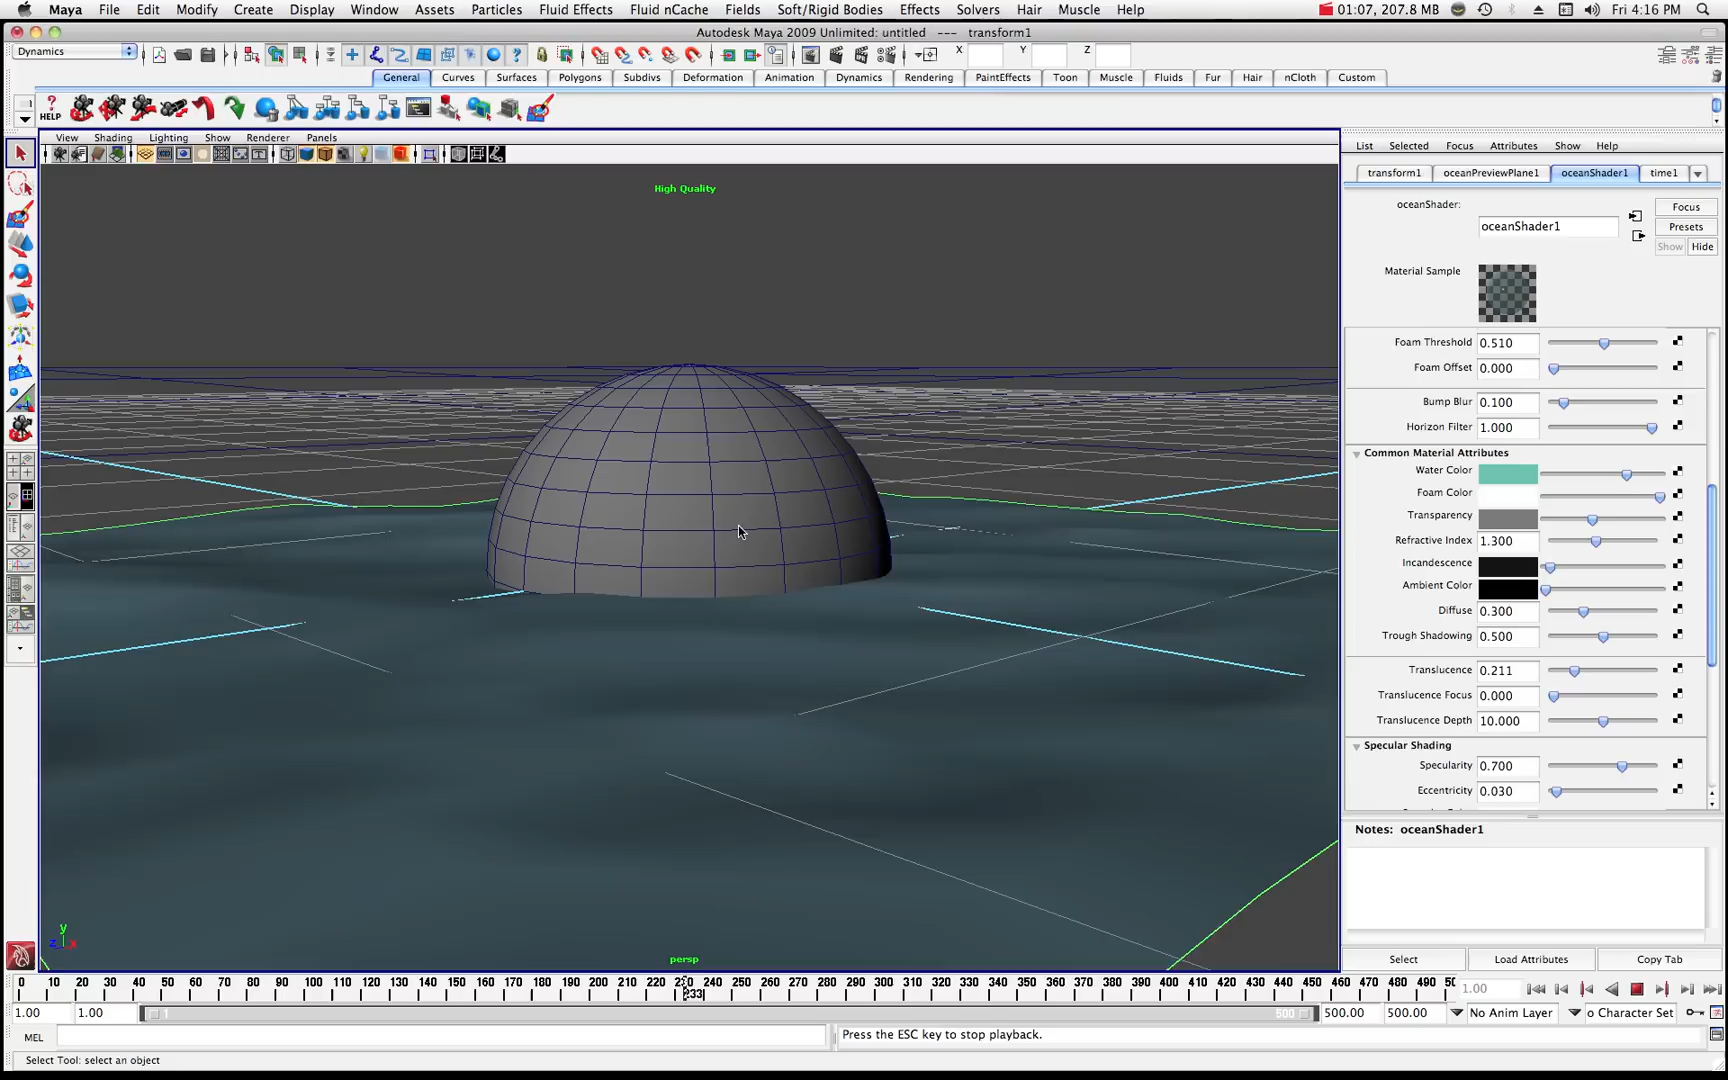 Maya File Edit Modify Create Display Window Assets Particles Fluid Effects Fluid nCache Fields Soft/Rigid Bodies Effects Solvers Hair Muscle Help 01:07, 207.8 MB Fri 4:16 PM
Autodesk Maya 2009 Unlimited: untitled --- transform1
Dynamics X Y Z
General Curves Surfaces Polygons Subdivs Deformation Animation Dynamics Rendering PaintEffects Toon Muscle Fluids Fur Hair nCloth Custom
HELP
View Shading Lighting Show Renderer Panels
List Selected Focus Attributes Show Help
transform1 oceanPreviewPlane1 oceanShader1 time1
High Quality
oceanShader: oceanShader1
Focus
Presets
Show Hide
Material Sample
Foam Threshold 0.510
Foam Offset 0.000
Bump Blur 0.100
Horizon Filter 1.000
Common Material Attributes
Water Color
Foam Color
Transparency
Refractive Index 1.300
Incandescence
Ambient Color
Diffuse 0.300
Trough Shadowing 0.500
Translucence 0.211
Translucence Focus 0.000
Translucence Depth 10.000
Specular Shading
Specularity 0.700
Eccentricity 0.030
Notes: oceanShader1
y
z x
persp
Select Load Attributes Copy Tab
0 10 20 30 40 50 60 70 80 90 100 110 120 130 140 150 160 170 180 190 200 210 220 230 240 250 260 270 280 290 300 310 320 330 340 350 360 370 380 390 400 410 420 430 440 450 460 470 480 490 50
233 1.00
1.00 1.00 1 500 500.00 500.00 No Anim Layer o Character Set
MEL Press the ESC key to stop playback.
Select Tool: select an object